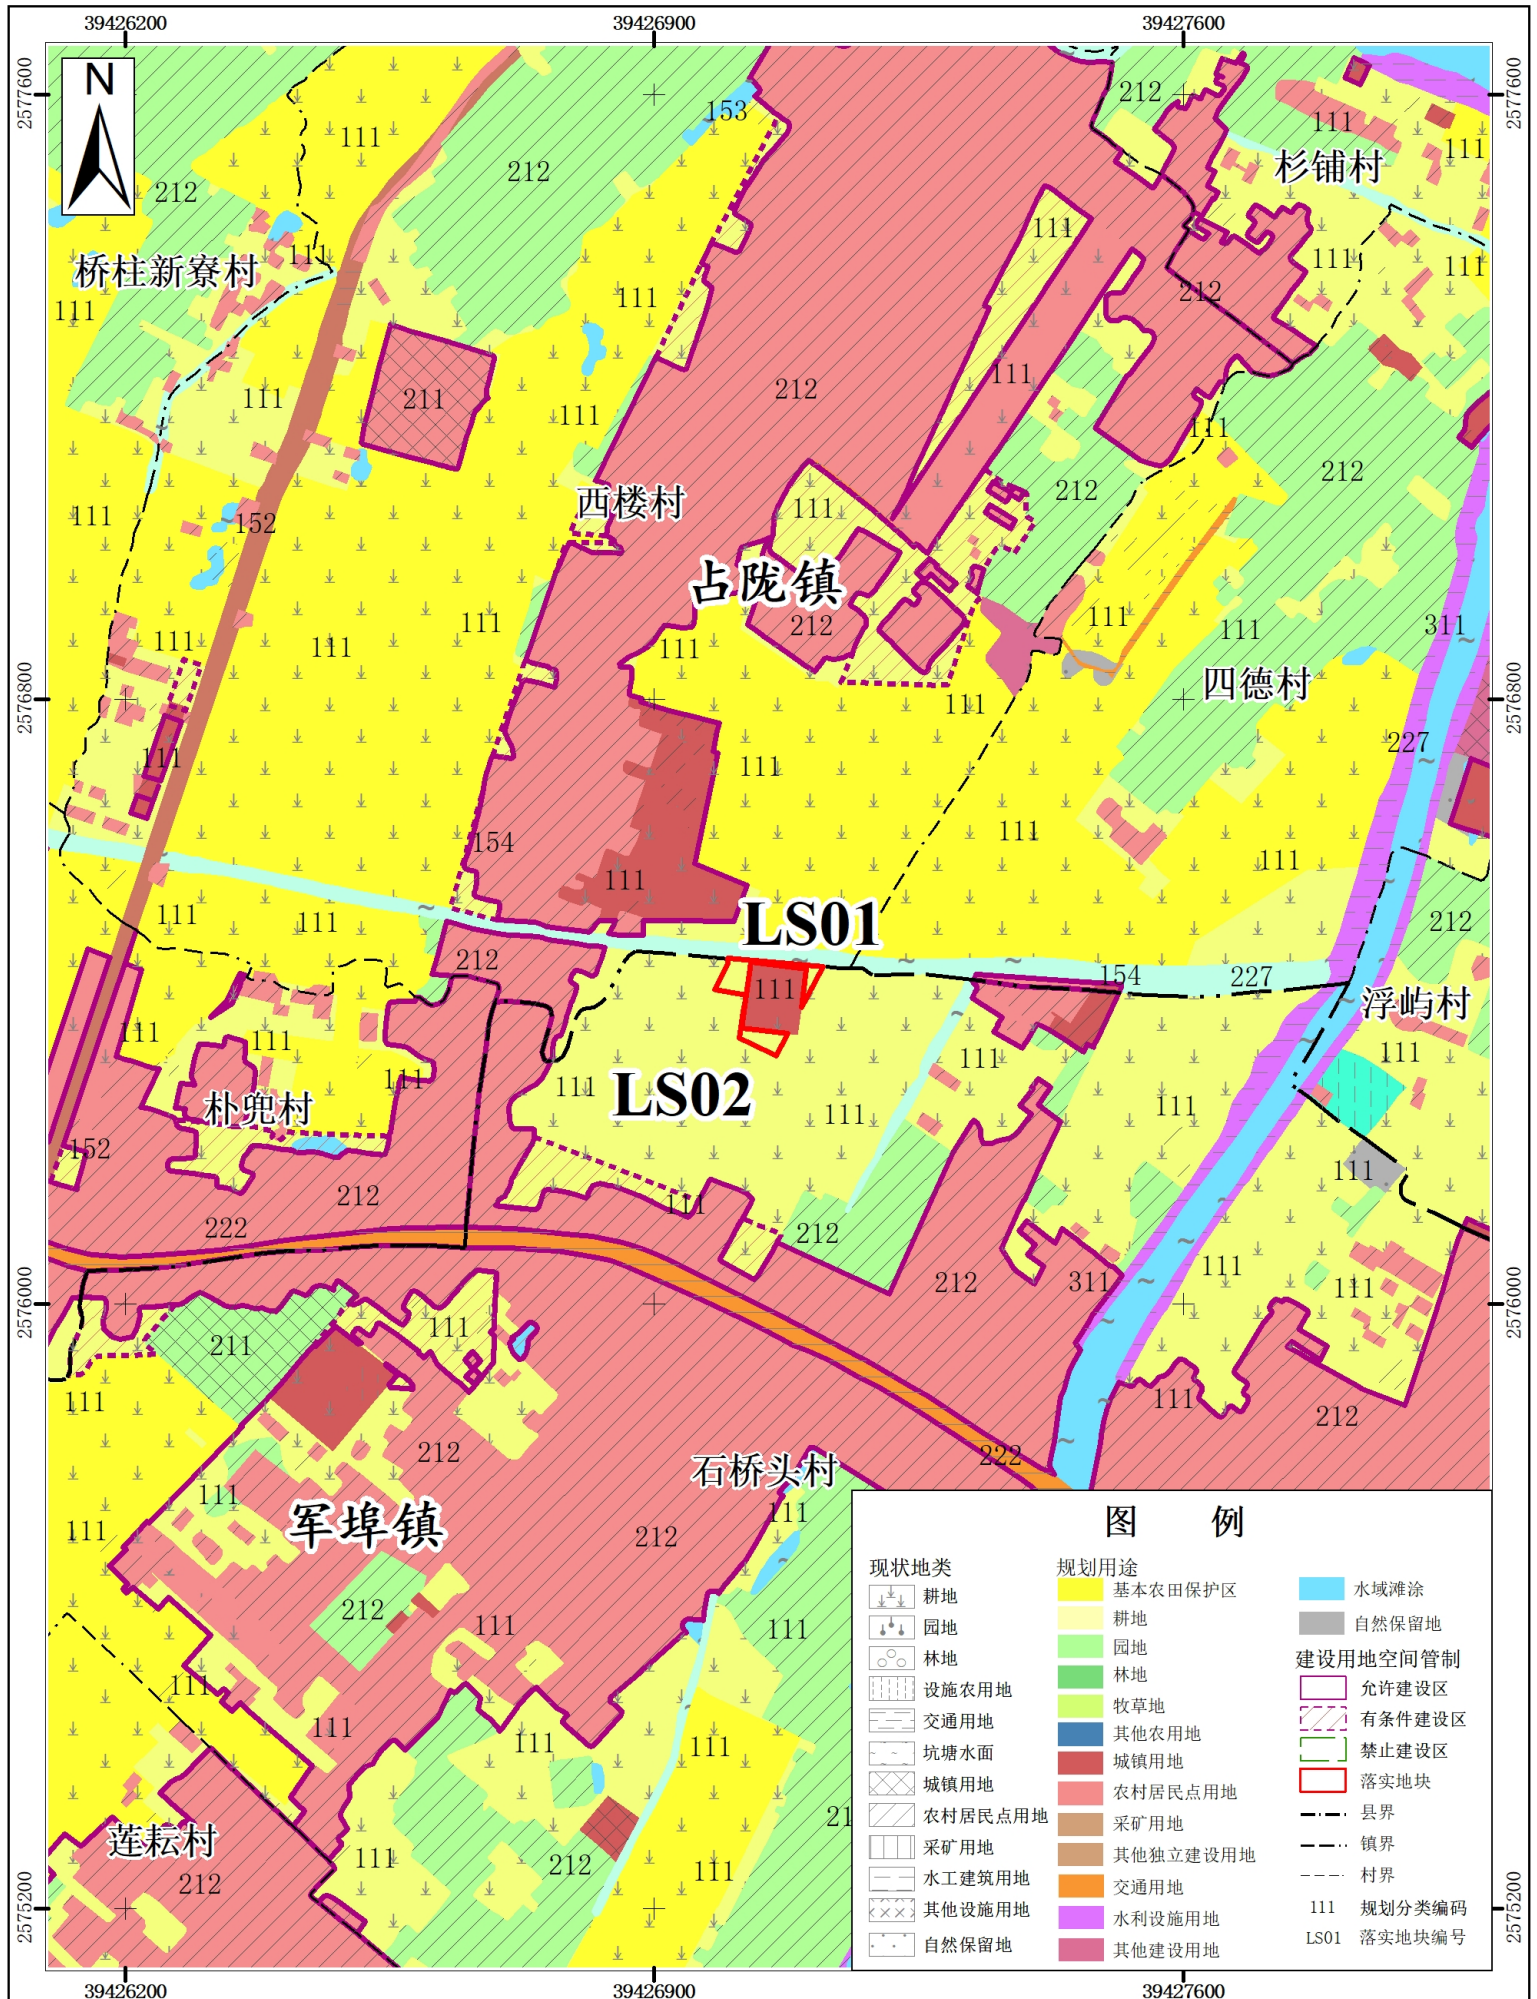 39426200 39426900 39427600
2577600 2577600
N
153
212
111
111
111
杉铺村
212
212
桥柱新寮村
111
111
111
111
111
111
212
111
212
111
111
211
111
111
212
212
西楼村
111
152
111
212
占陇镇
111
212
111
111
111
311
111
111
111
四德村
2576800 2576800
111
227
111
111
154
111
111
111
111
111
LS01
212
212
154
227
111
浮屿村
111
111
111
111
111
111
LS02
朴兜村
111
111
152
111
212
111
222
212
111
212
311
111
2576000 2576000
111
211
111
111
212
212
222
石桥头村
111
111
111
军埠镇
212
212
111
111
111
111
111
111
21
莲耘村
212
111
212
111
图 例
现状地类
耕地
园地
林地
设施农用地
交通用地
坑塘水面
城镇用地
农村居民点用地
采矿用地
水工建筑用地
其他设施用地
自然保留地
规划用途
基本农田保护区
耕地
园地
林地
牧草地
其他农用地
城镇用地
农村居民点用地
采矿用地
其他独立建设用地
交通用地
水利设施用地
其他建设用地
水域滩涂
自然保留地
建设用地空间管制
允许建设区
有条件建设区
禁止建设区
落实地块
县界
镇界
村界
111 规划分类编码
LS01 落实地块编号
2575200 2575200
39426200 39426900 39427600